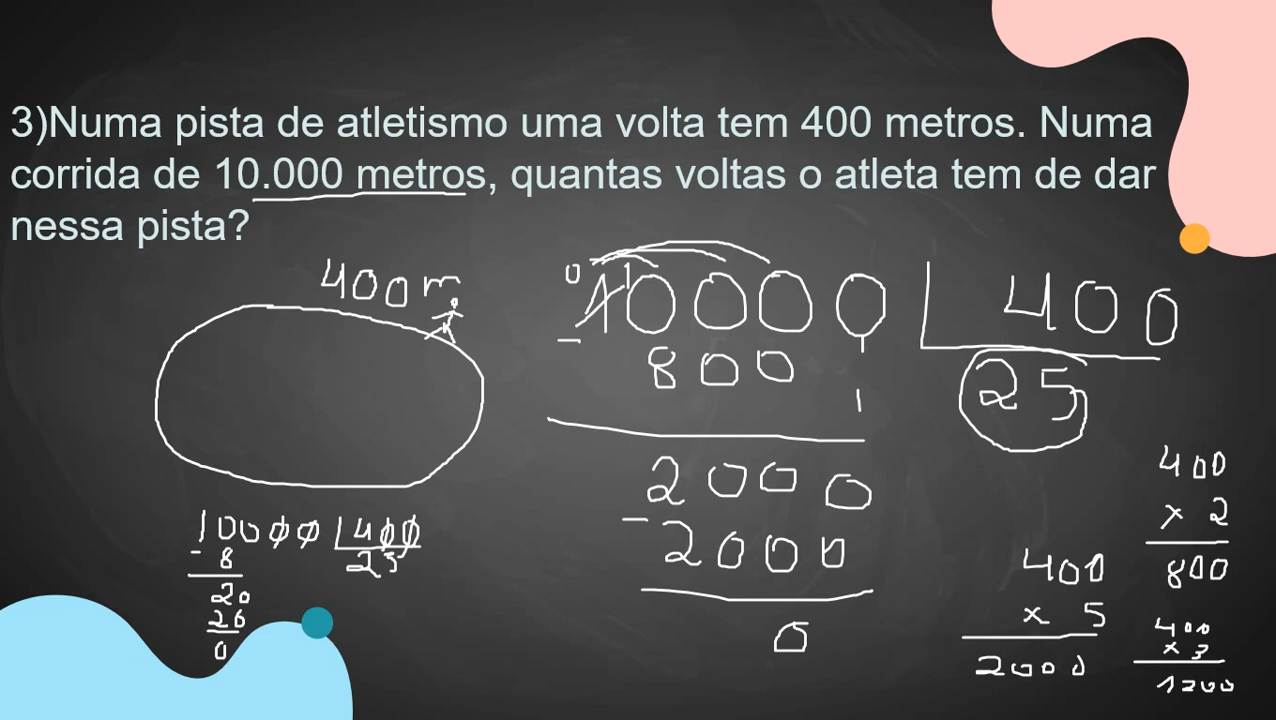 3)Numa pista de atletismo uma volta tem 400 metros. Numa
corrida de 10.000 metros, quantas voltas o atleta tem de dar
nessa pista?
400m
0 1
10000 | 400
- 800
25
2000
- 2000
0
10000 | 400
- 8
25
20
20
0
400
x 5
2000
400
x 2
800
400
x 3
1200